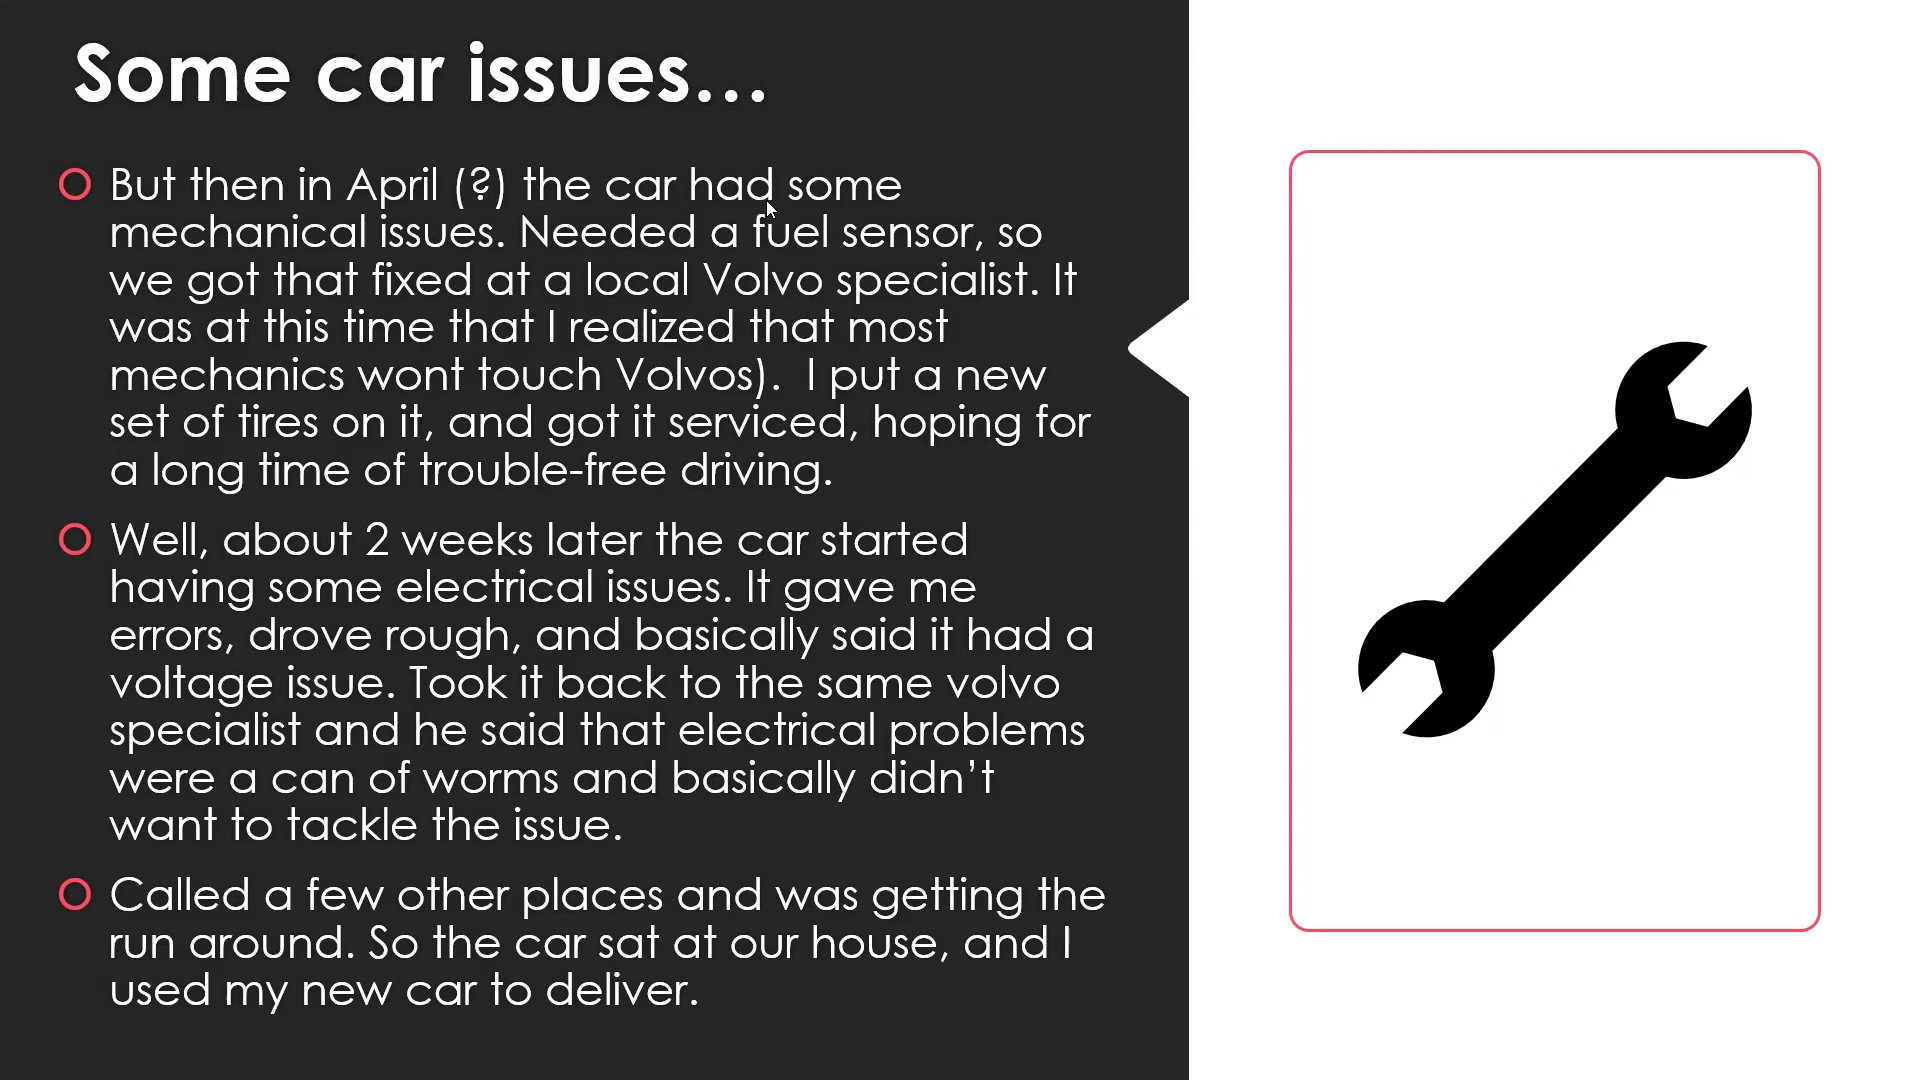 Some car issues...
But then in April (?) the car had some
mechanical issues. Needed a fuel sensor, so
we got that fixed at a local Volvo specialist. It
was at this time that I realized that most
mechanics wont touch Volvos).  I put a new
set of tires on it, and got it serviced, hoping for
a long time of trouble-free driving.
Well, about 2 weeks later the car started
having some electrical issues. It gave me
errors, drove rough, and basically said it had a
voltage issue. Took it back to the same volvo
specialist and he said that electrical problems
were a can of worms and basically didn’t
want to tackle the issue.
Called a few other places and was getting the
run around. So the car sat at our house, and I
used my new car to deliver.